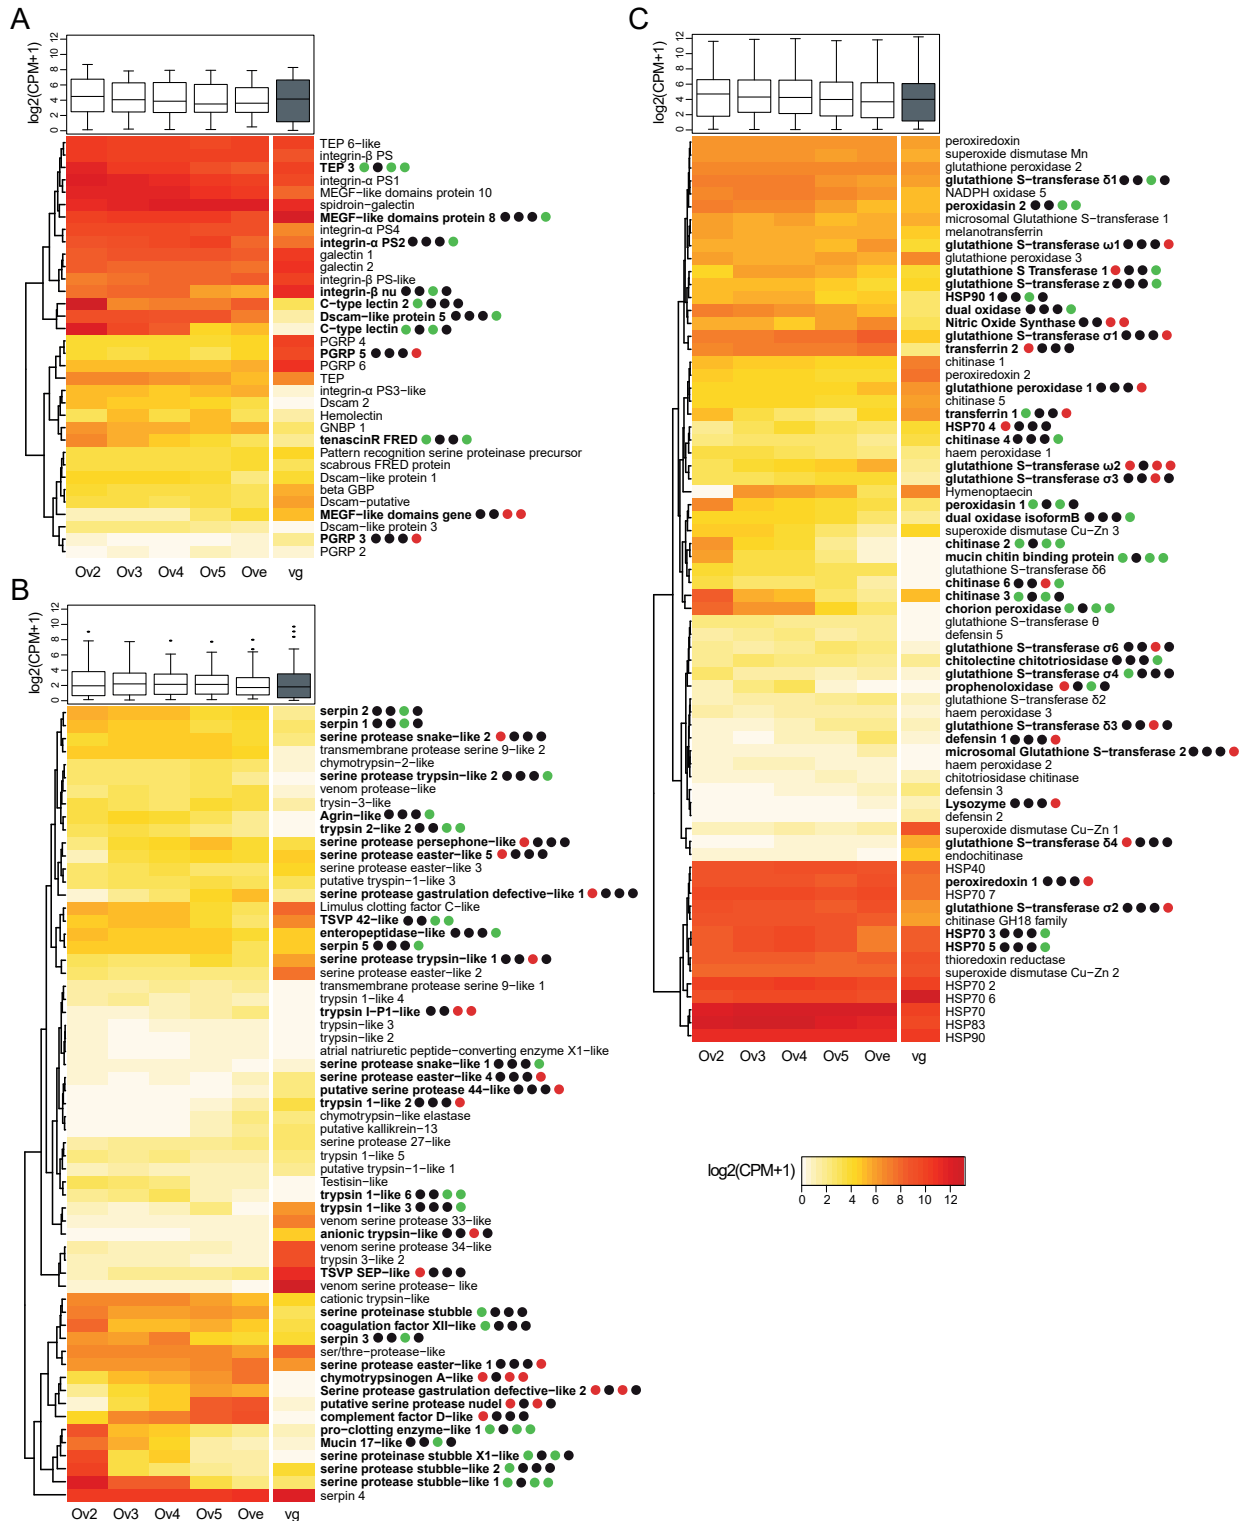 A
log2(CPM+1)
0 2 4 6 8 10 12
TEP 6−like
integrin-β PS
TEP 3
integrin-α PS1
MEGF−like domains protein 10
spidroin−galectin
MEGF−like domains protein 8
integrin-α PS4
integrin-α PS2
galectin 1
galectin 2
integrin-β PS-like
integrin-β nu
C−type lectin 2
Dscam−like protein 5
C−type lectin
PGRP 4
PGRP 5
PGRP 6
TEP
integrin-α PS3−like
Dscam 2
Hemolectin
GNBP 1
tenascinR FRED
Pattern recognition serine proteinase precursor
scabrous FRED protein
Dscam−like protein 1
beta GBP
Dscam−putative
MEGF−like domains gene
Dscam−like protein 3
PGRP 3
PGRP 2
Ov2 Ov3 Ov4 Ov5 Ove vg
B
log2(CPM+1)
0 2 4 6 8 10 12
serpin 2
serpin 1
serine protease snake−like 2
transmembrane protease serine 9−like 2
chymotrypsin−2−like
serine protease trypsin−like 2
venom protease−like
trysin−3−like
Agrin−like
trypsin 2−like 2
serine protease persephone−like
serine protease easter−like 5
serine protease easter−like 3
putative tryspin−1−like 3
serine protease gastrulation defective−like 1
Limulus clotting factor C−like
TSVP 42−like
enteropeptidase−like
serpin 5
serine protease trypsin−like 1
serine protease easter−like 2
transmembrane protease serine 9−like 1
trypsin 1−like 4
trypsin I−P1−like
trypsin−like 3
trypsin−like 2
atrial natriuretic peptide−converting enzyme X1−like
serine protease snake−like 1
serine protease easter−like 4
putative serine protease 44−like
trypsin 1−like 2
chymotrypsin−like elastase
putative kallikrein−13
serine protease 27−like
trypsin 1−like 5
putative trypsin−1−like 1
Testisin−like
trypsin 1−like 6
trypsin 1−like 3
venom serine protease 33−like
anionic trypsin−like
venom serine protease 34−like
trypsin 3−like 2
TSVP SEP−like
venom serine protease− like
cationic trypsin−like
serine proteinase stubble
coagulation factor XII−like
serpin 3
ser/thre−protease−like
serine protease easter−like 1
chymotrypsinogen A−like
Serine protease gastrulation defective−like 2
putative serine protease nudel
complement factor D−like
pro−clotting enzyme−like 1
Mucin 17−like
serine proteinase stubble X1−like
serine protease stubble−like 2
serine protease stubble−like 1
serpin 4
Ov2 Ov3 Ov4 Ov5 Ove vg
C
log2(CPM+1)
0 2 4 6 8 10 12
peroxiredoxin
superoxide dismutase Mn
glutathione peroxidase 2
glutathione S−transferase δ1
NADPH oxidase 5
peroxidasin 2
microsomal Glutathione S−transferase 1
melanotransferrin
glutathione S−transferase ω1
glutathione peroxidase 3
glutathione S Transferase 1
glutathione S−transferase z
HSP90 1
dual oxidase
Nitric Oxide Synthase
glutathione S−transferase σ1
transferrin 2
chitinase 1
peroxiredoxin 2
glutathione peroxidase 1
chitinase 5
transferrin 1
HSP70 4
chitinase 4
haem peroxidase 1
glutathione S−transferase ω2
glutathione S−transferase σ3
Hymenoptaecin
peroxidasin 1
dual oxidase isoformB
superoxide dismutase Cu−Zn 3
chitinase 2
mucin chitin binding protein
glutathione S−transferase δ6
chitinase 6
chitinase 3
chorion peroxidase
glutathione S−transferase θ
defensin 5
glutathione S−transferase σ6
chitolectine chitotriosidase
glutathione S−transferase σ4
prophenoloxidase
glutathione S−transferase δ2
haem peroxidase 3
glutathione S−transferase δ3
defensin 1
microsomal Glutathione S−transferase 2
haem peroxidase 2
chitotriosidase chitinase
defensin 3
Lysozyme
defensin 2
superoxide dismutase Cu−Zn 1
glutathione S−transferase δ4
endochitinase
HSP40
peroxiredoxin 1
HSP70 7
glutathione S−transferase σ2
chitinase GH18 family
HSP70 3
HSP70 5
thioredoxin reductase
superoxide dismutase Cu−Zn 2
HSP70 2
HSP70 6
HSP70
HSP83
HSP90
Ov2 Ov3 Ov4 Ov5 Ove vg
log2(CPM+1)
0 2 4 6 8 10 12